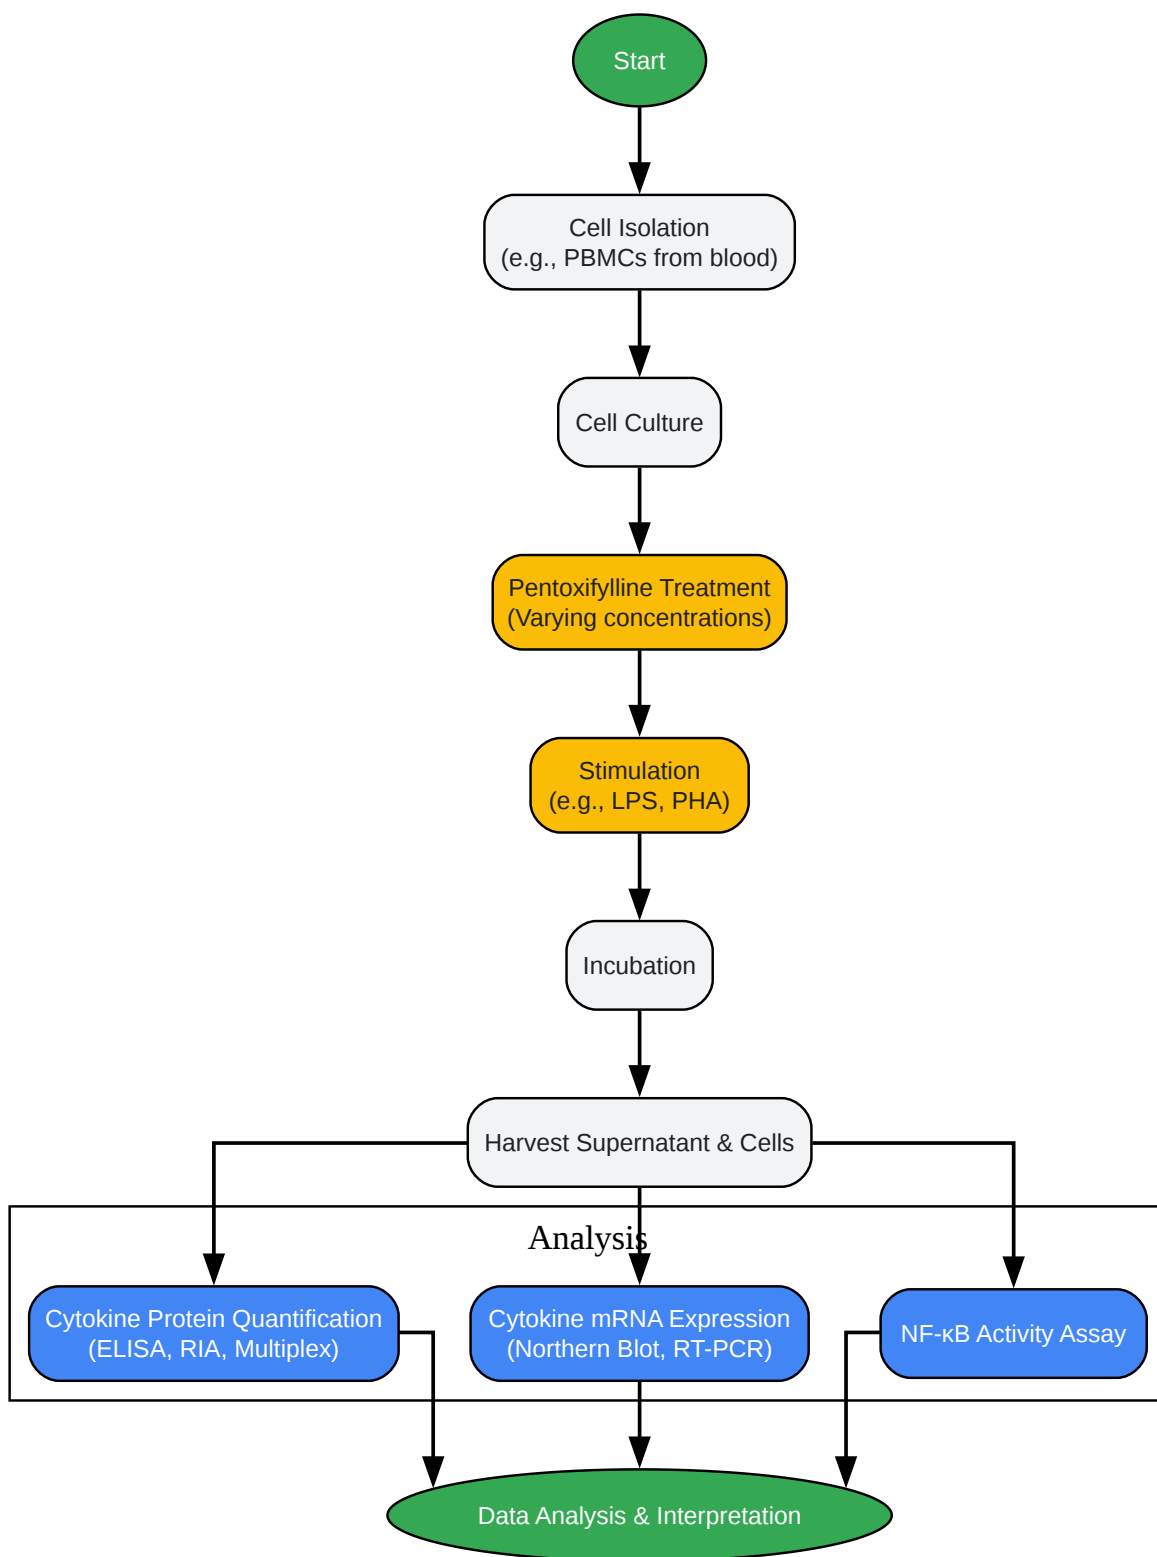 Start
Cell Isolation
(e.g., PBMCs from blood)
Cell Culture
Pentoxifylline Treatment
(Varying concentrations)
Stimulation
(e.g., LPS, PHA)
Incubation
Harvest Supernatant & Cells
Analysis
Cytokine Protein Quantification
(ELISA, RIA, Multiplex)
Cytokine mRNA Expression
(Northern Blot, RT-PCR)
NF-κB Activity Assay
Data Analysis & Interpretation